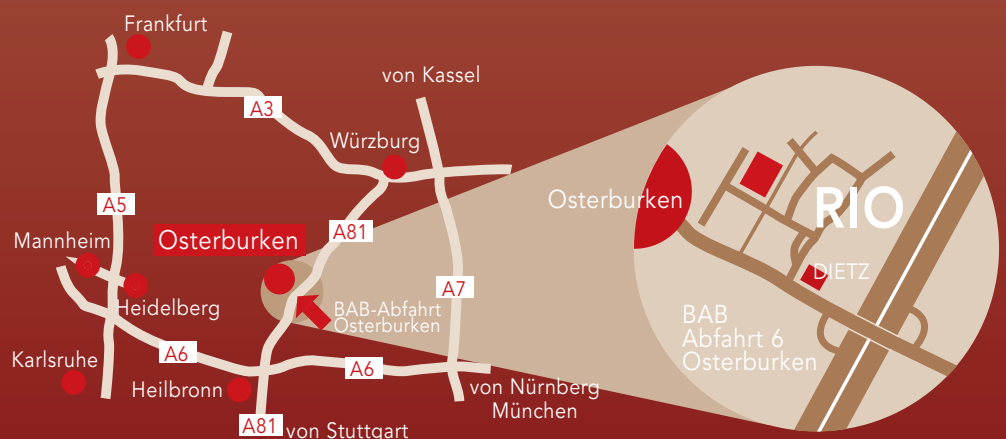 Frankfurt
von Kassel
A3
Würzburg
A5
Mannheim
Osterburken
A81
Heidelberg
BAB-Abfahrt
Osterburken
A7
A6
Karlsruhe
Heilbronn
A6
von Nürnberg
München
A81
von Stuttgart
Osterburken
RIO
DIETZ
BAB
Abfahrt 6
Osterburken